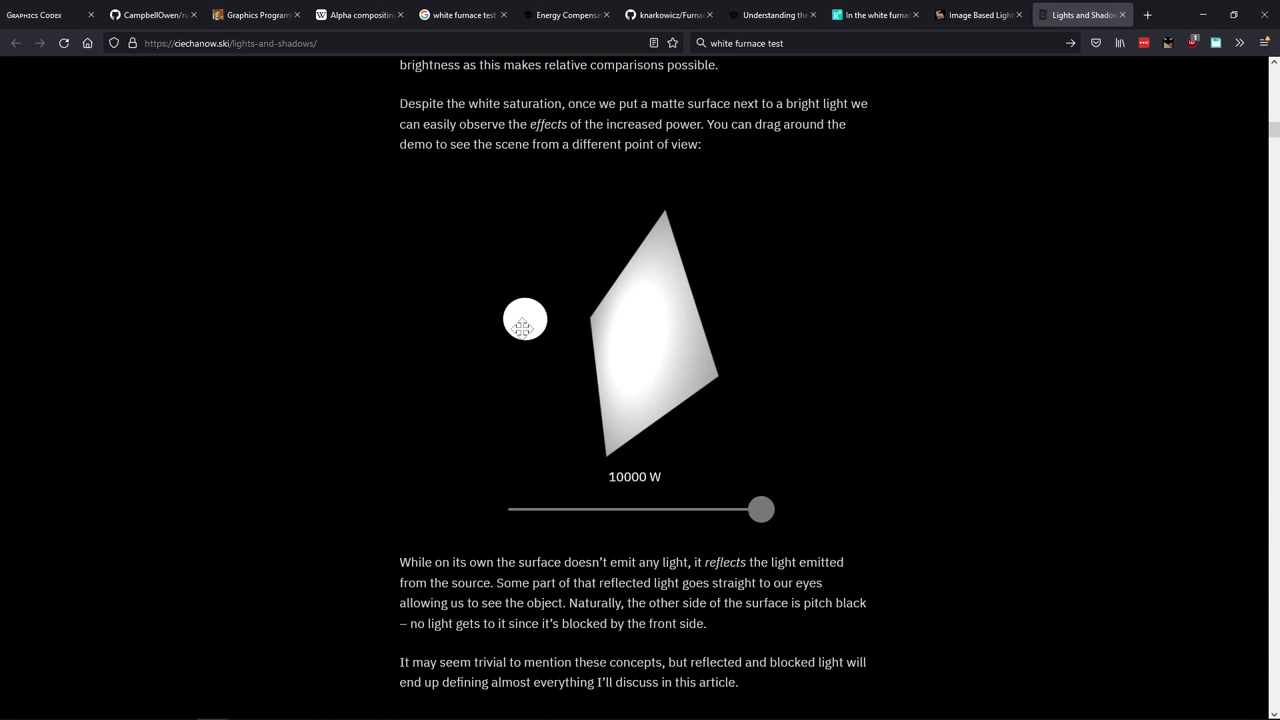 Graphics Codex
CampbellOwen/n
Graphics Program
Alpha compositin
white furnace test
Energy Compensa
knarkowicz/Furna
Understanding the
In the white furnac
Image Based Light
Lights and Shadow
https://ciechanow.ski/lights-and-shadows/
white furnace test
brightness as this makes relative comparisons possible.
Despite the white saturation, once we put a matte surface next to a bright light we
can easily observe the effects of the increased power. You can drag around the
demo to see the scene from a different point of view:
10000 W
While on its own the surface doesn’t emit any light, it reflects the light emitted
from the source. Some part of that reflected light goes straight to our eyes
allowing us to see the object. Naturally, the other side of the surface is pitch black
– no light gets to it since it’s blocked by the front side.
It may seem trivial to mention these concepts, but reflected and blocked light will
end up defining almost everything I’ll discuss in this article.